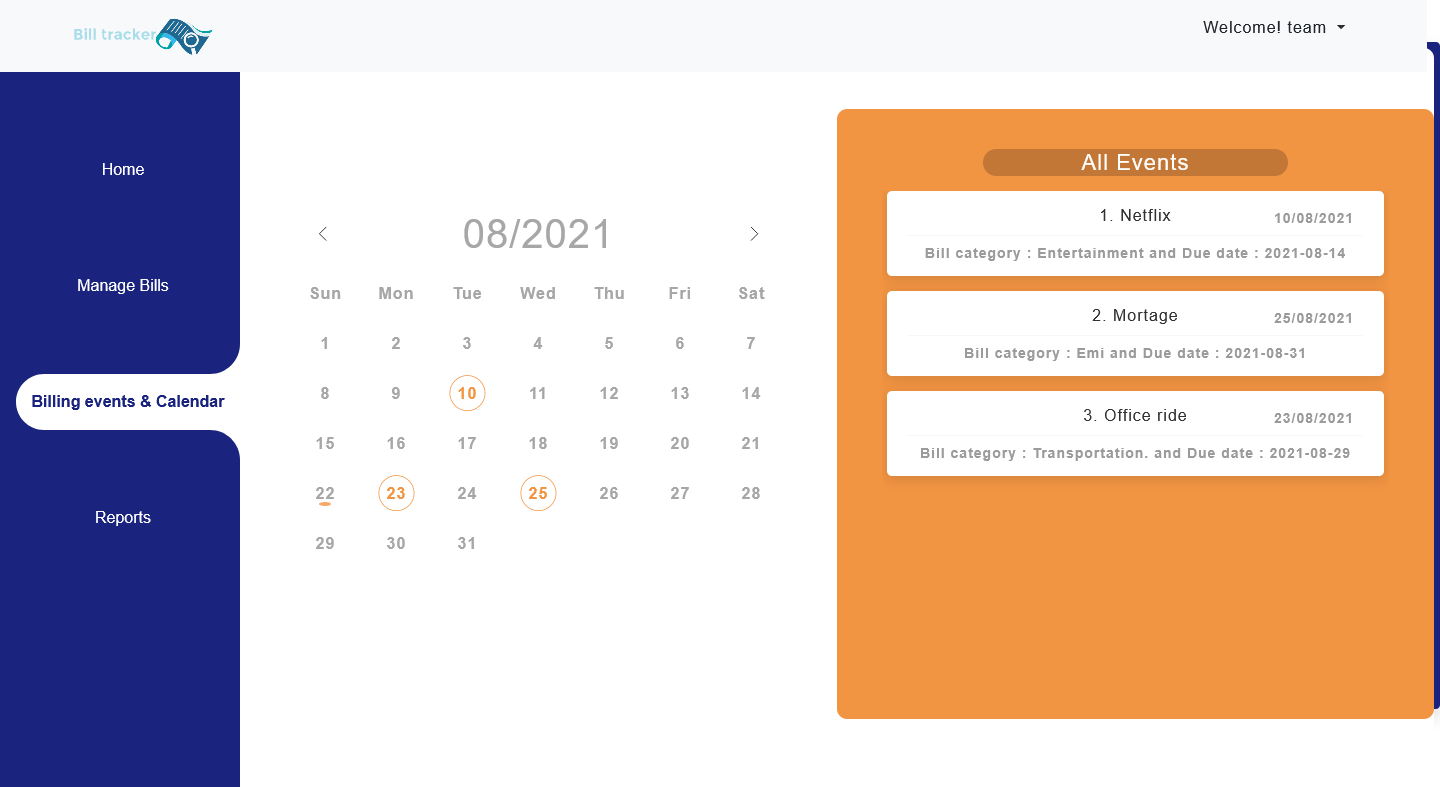 Bill tracker
Welcome! team
Home
Manage Bills
Billing events & Calendar
Reports
08/2021
Sun Mon Tue Wed Thu Fri Sat
1 2 3 4 5 6 7
8 9 10 11 12 13 14
15 16 17 18 19 20 21
22 23 24 25 26 27 28
29 30 31
All Events
1. Netflix 10/08/2021
Bill category : Entertainment and Due date : 2021-08-14
2. Mortage 25/08/2021
Bill category : Emi and Due date : 2021-08-31
3. Office ride 23/08/2021
Bill category : Transportation. and Due date : 2021-08-29